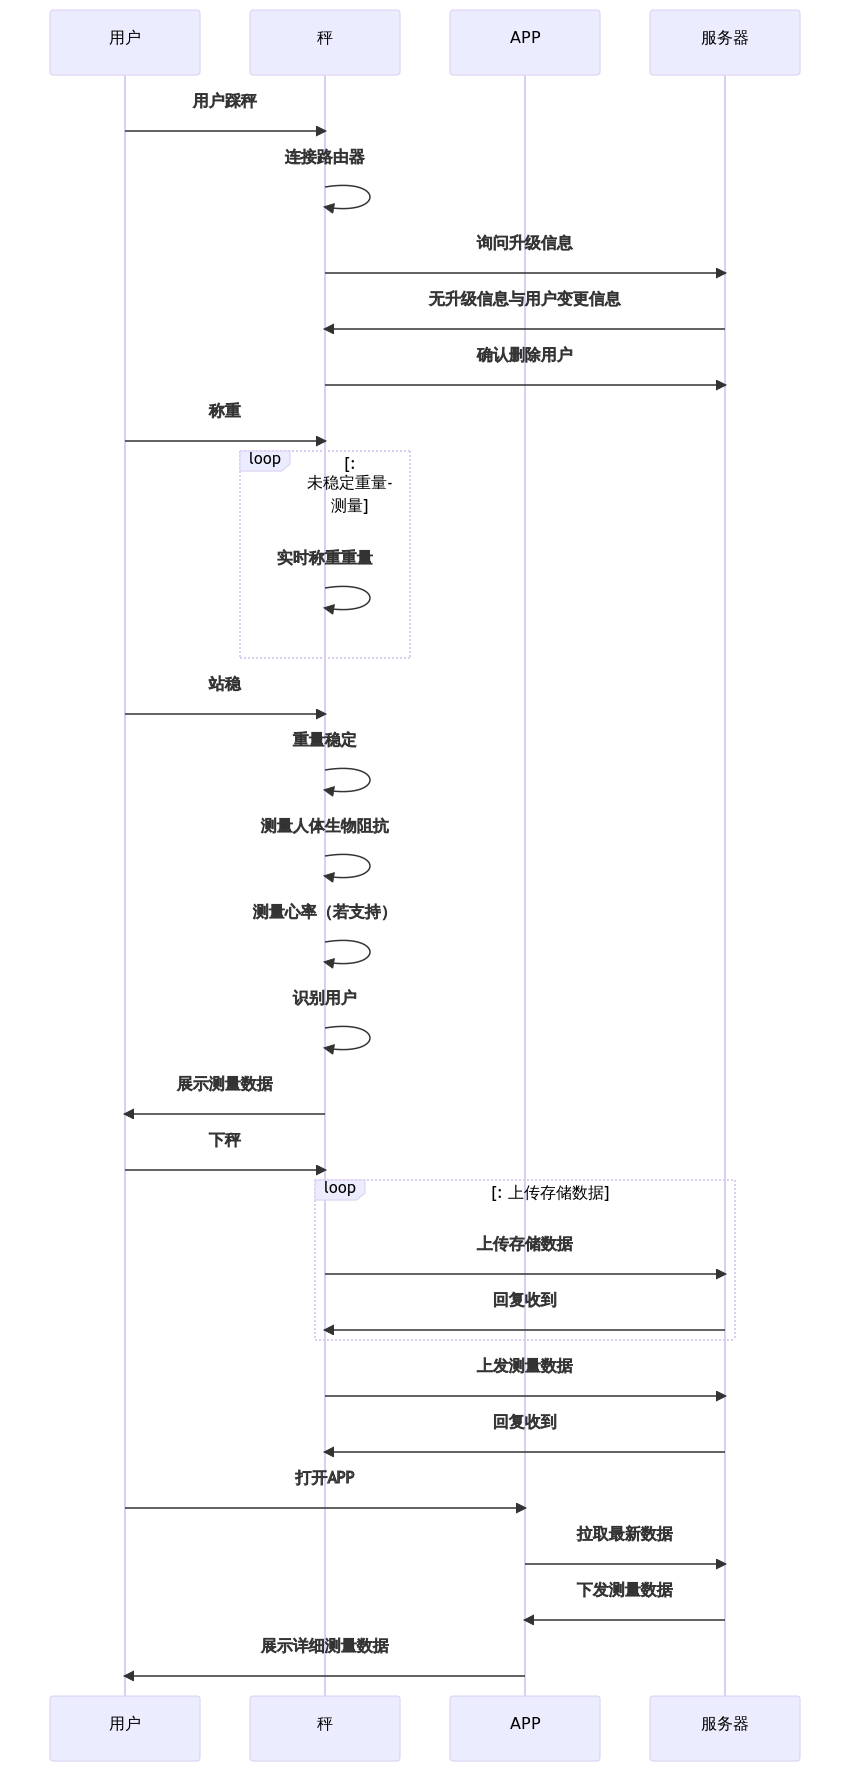 用户
秤
APP
服务器
用户踩秤
连接路由器
询问升级信息
无升级信息与用户变更信息
确认删除用户
称重
loop
[:
未稳定重量-
测量]
实时称重重量
站稳
重量稳定
测量人体生物阻抗
测量心率（若支持）
识别用户
展示测量数据
下秤
loop
[: 上传存储数据]
上传存储数据
回复收到
上发测量数据
回复收到
打开APP
拉取最新数据
下发测量数据
展示详细测量数据
用户
秤
APP
服务器